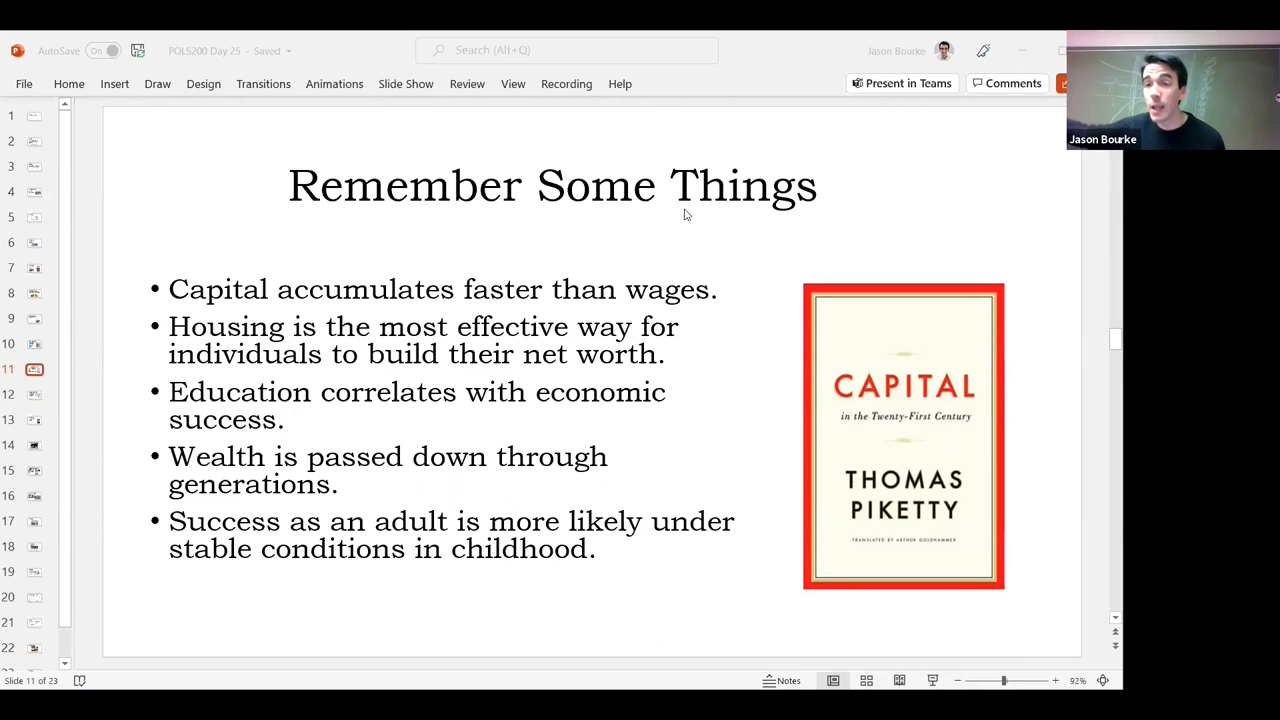 AutoSave On POLS200 Day 25 - Saved Search (Alt+Q) Jason Bourke
File Home Insert Draw Design Transitions Animations Slide Show Review View Recording Help Present in Teams Comments
Jason Bourke
1
2
3
4
5
6
7
8
9
10
11
12
13
14
15
16
17
18
19
20
21
22
Remember Some Things
• Capital accumulates faster than wages.
• Housing is the most effective way for
individuals to build their net worth.
• Education correlates with economic
success.
• Wealth is passed down through
generations.
• Success as an adult is more likely under
stable conditions in childhood.
CAPITAL
in the Twenty-First Century
THOMAS
PIKETTY
TRANSLATED BY ARTHUR GOLDHAMMER
Slide 11 of 23 Notes 92%